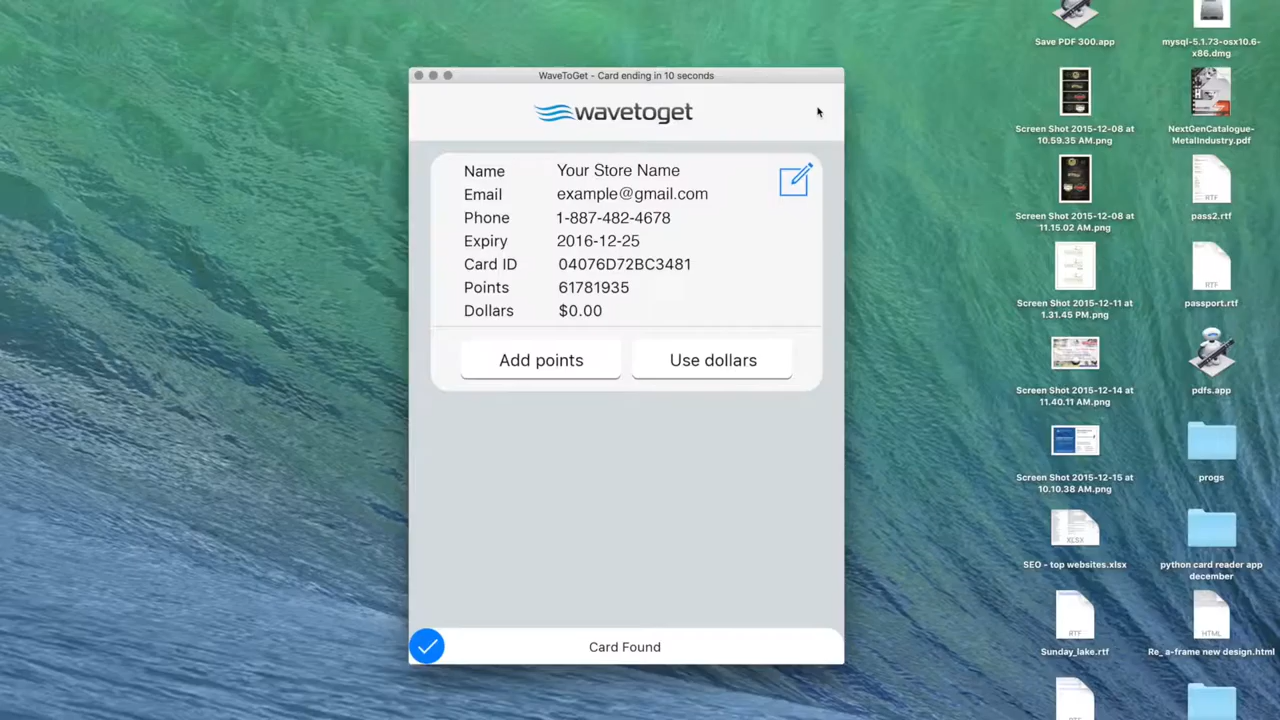 Save PDF 300.app
mysql-5.1.73-osx10.6-
x86.dmg
WaveToGet - Card ending in 10 seconds
wavetoget
Name Your Store Name
Email example@gmail.com
Phone 1-887-482-4678
Expiry 2016-12-25
Card ID 04076D72BC3481
Points 61781935
Dollars $0.00
Add points Use dollars
Card Found
Screen Shot 2015-12-08 at
10.59.35 AM.png
NextGenCatalogue-
MetalIndustry.pdf
Screen Shot 2015-12-08 at
11.15.02 AM.png
RTF
pass2.rtf
Screen Shot 2015-12-11 at
1.31.45 PM.png
RTF
passport.rtf
Screen Shot 2015-12-14 at
11.40.11 AM.png
pdfs.app
Screen Shot 2015-12-15 at
10.10.38 AM.png
progs
XLSX
SEO - top websites.xlsx
python card reader app
december
RTF
Sunday_lake.rtf
HTML
Re_ a-frame new design.html